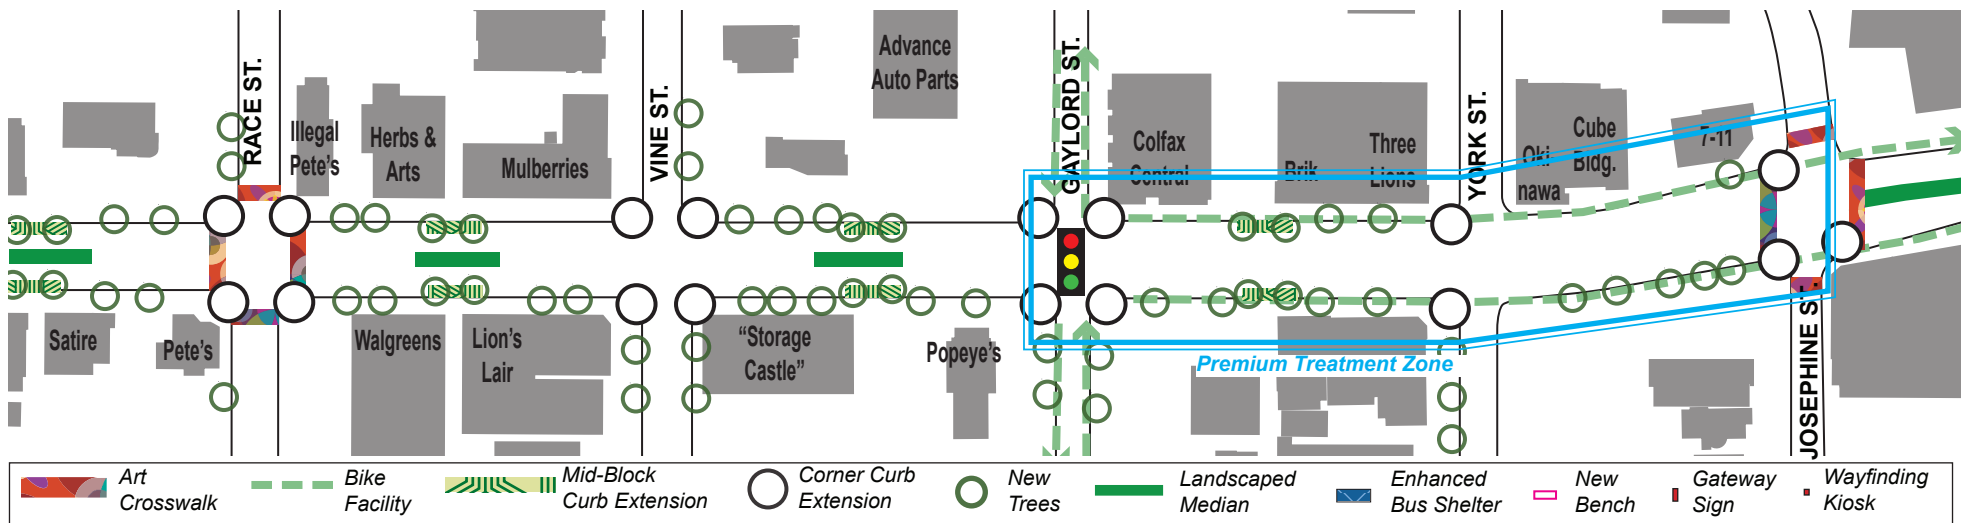 RACE ST.
Illegal
Pete's
Herbs &
Arts
Mulberries
VINE ST.
Advance
Auto Parts
GAYLORD ST.
Colfax
Central
Brik
Three
Lions
YORK ST.
Oki
nawa
Cube
Bldg.
7-11
Satire
Pete's
Walgreens
Lion's
Lair
"Storage
Castle"
Popeye's
Premium Treatment Zone
JOSEPHINE ST.
Art
Crosswalk
Bike
Facility
Mid-Block
Curb Extension
Corner Curb
Extension
New
Trees
Landscaped
Median
Enhanced
Bus Shelter
New
Bench
Gateway
Sign
Wayfinding
Kiosk